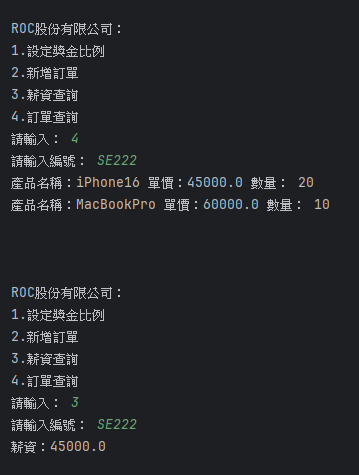 ROC股份有限公司：
1.設定獎金比例
2.新增訂單
3.薪資查詢
4.訂單查詢
請輸入： 4
請輸入編號： SE222
產品名稱：iPhone16 單價：45000.0 數量： 20
產品名稱：MacBookPro 單價：60000.0 數量： 10
ROC股份有限公司：
1.設定獎金比例
2.新增訂單
3.薪資查詢
4.訂單查詢
請輸入： 3
請輸入編號： SE222
薪資：45000.0